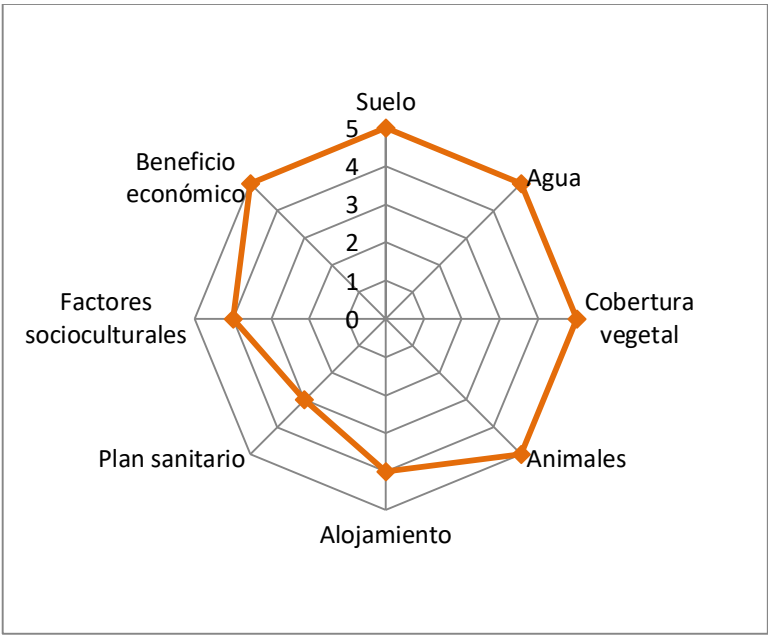 Suelo
5
4
3
2
1
0
Agua
Cobertura
vegetal
Animales
Alojamiento
Plan sanitario
Factores
socioculturales
Beneficio
económico